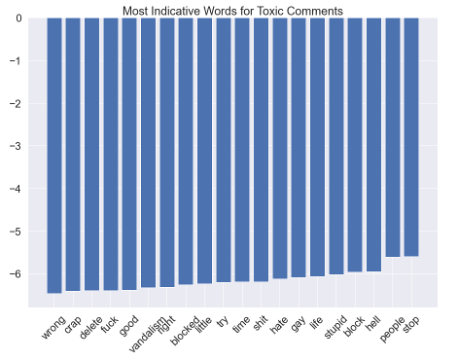 Most Indicative Words for Toxic Comments
0
−1
−2
−3
−4
−5
−6
wrong
crap
delete
fuck
good
vandalism
right
blocked
little
try
time
shit
hate
gay
life
stupid
block
hell
people
stop